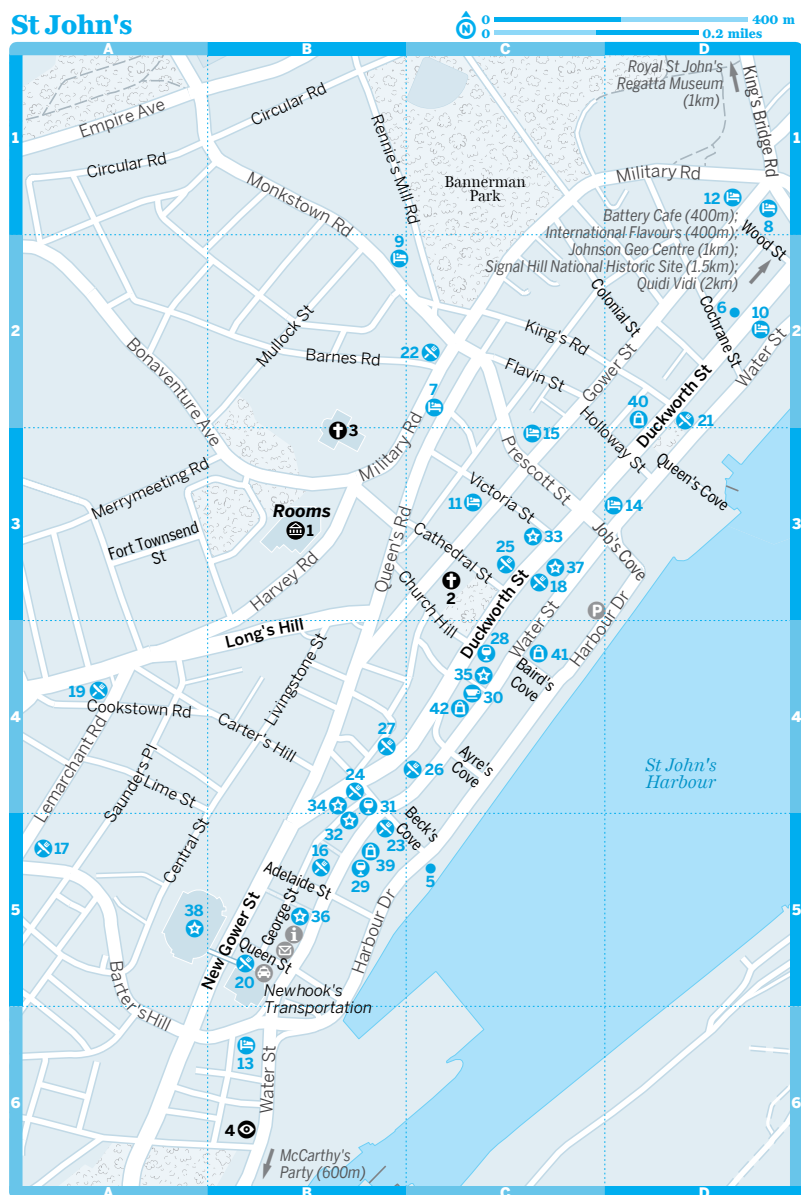 St John's
N
0 400 m
0 0.2 miles
A B C D
1 1
2 2
3 3
4 4
5 5
6 6
A B C D
Royal St John's
Regatta Museum
(1km)
King's Bridge Rd
Empire Ave
Circular Rd
Circular Rd
Rennie's Mill Rd
Bannerman
Park
Military Rd
Monkstown Rd
12
8
Battery Cafe (400m);
International Flavours (400m);
Johnson Geo Centre (1km);
Signal Hill National Historic Site (1.5km);
Quidi Vidi (2km)
Wood St
9
Colonial St
Cochrane St
6
10
Water St
Mullock St
Barnes Rd
22
King's Rd
Flavin St
Gower St
Bonaventure Ave
7
40
Duckworth St
21
3
15
Holloway St
Military Rd
Prescott St
Queen's Cove
Merrymeeting Rd
Victoria St
11
14
Rooms
1
Fort Townsend
St
Queen's Rd
Cathedral St
33
Job's Cove
25
37
18
Harvey Rd
2
Church Hill
Duckworth St
Water St
P
Harbour Dr
Long's Hill
28
41
35
Baird's
Cove
30
42
Livingstone St
19
Cookstown Rd
Carter's Hill
27
Lemarchant Rd
Saunders Pl
26
Ayre's
Cove
St John's
Harbour
Lime St
24
34
31
32
Beck's
Cove
23
17
Central St
16
39
29
5
Adelaide St
38
New Gower St
George St
36
i
Queen St
20
Harbour Dr
Newhook's
Transportation
Barter's Hill
13
Water St
4
McCarthy's
Party (600m)